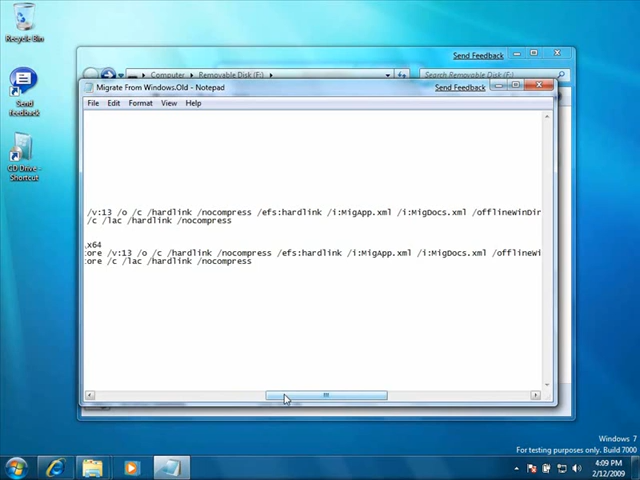 Recycle Bin
Send
feedback
CD Drive -
Shortcut
Send Feedback
Computer
Removable Disk (F:)
Search Removable Disk (F:)
Migrate From Windows.Old - Notepad
Send Feedback
File Edit Format View Help
/v:13 /o /c /hardlink /nocompress /efs:hardlink /i:MigApp.xml /i:MigDocs.xml /offlineWinDir
/c /lac /hardlink /nocompress
x64
tore /v:13 /o /c /hardlink /nocompress /efs:hardlink /i:MigApp.xml /i:MigDocs.xml /offlineWi
tore /c /lac /hardlink /nocompress
Windows 7
For testing purposes only. Build 7000
4:09 PM
2/12/2009